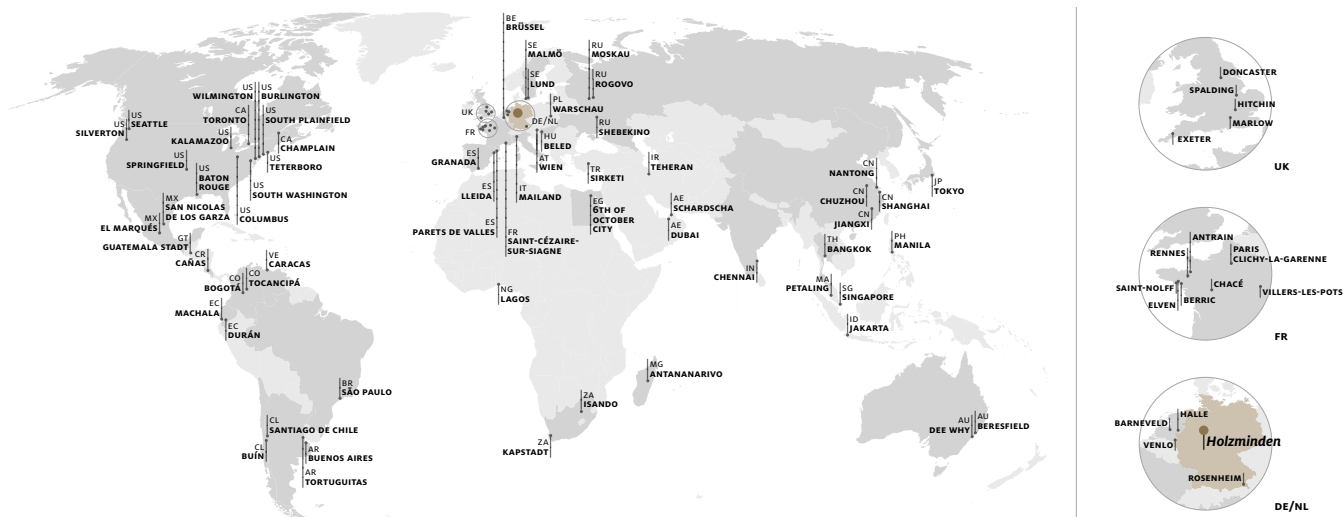 BE
BRÜSSEL
SE
MALMÖ
RU
MOSKAU
SE
LUND
RU
ROGOVO
UK
PL
WARSCHAU
DE/NL
FR
RU
SHEBEKINO
HU
BELED
AT
WIEN
ES
GRANADA
ES
LLEIDA
IT
MAILAND
ES
PARETS DE VALLES
FR
SAINT-CÉZAIRE-
SUR-SIAGNE
US
WILMINGTON
US
BURLINGTON
CA
TORONTO
US
SOUTH PLAINFIELD
US
SEATTLE
US
SILVERTON
US
KALAMAZOO
CA
CHAMPLAIN
US
SPRINGFIELD
US
TETERBORO
US
BATON
ROUGE
US
SOUTH WASHINGTON
US
COLUMBUS
MX
SAN NICOLAS
DE LOS GARZA
MX
EL MARQUÉS
GT
GUATEMALA STADT
CR
CAÑAS
VE
CARACAS
CO
BOGOTÁ
CO
TOCANCIPÁ
EC
MACHALA
EC
DURÁN
BR
SÃO PAULO
CL
SANTIAGO DE CHILE
CL
BUÍN
AR
BUENOS AIRES
AR
TORTUGUITAS
TR
SIRKETI
IR
TEHERAN
EG
6TH OF
OCTOBER
CITY
AE
SCHARDSCHA
AE
DUBAI
NG
LAGOS
MG
ANTANANARIVO
ZA
ISANDO
ZA
KAPSTADT
IN
CHENNAI
CN
NANTONG
CN
CHUZHOU
CN
SHANGHAI
CN
JIANGXI
JP
TOKYO
TH
BANGKOK
PH
MANILA
MA
PETALING
SG
SINGAPORE
ID
JAKARTA
AU
DEE WHY
AU
BERESFIELD
DONCASTER
SPALDING
HITCHIN
MARLOW
EXETER
UK
ANTRAIN
RENNES
PARIS
CLICHY-LA-GARENNE
SAINT-NOLFF
CHACÉ
VILLERS-LES-POTS
ELVEN
BERRIC
FR
HALLE
BARNEVELD
VENLO
Holzminden
ROSENHEIM
DE/NL